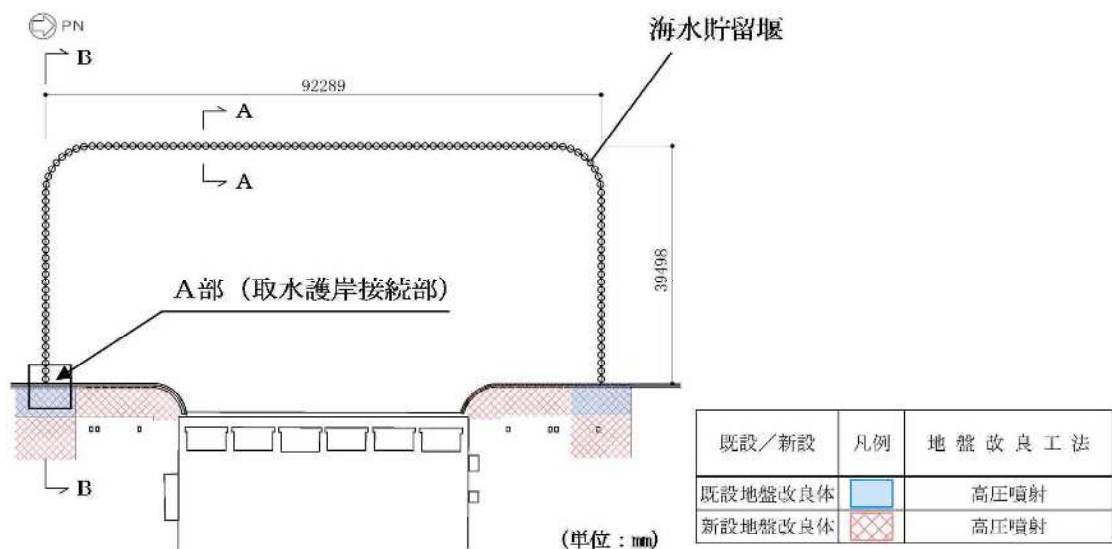 PN
B
海水貯留堰
92289
A
A
39498
A部（取水護岸接続部）
B
既設／新設 凡例 地盤改良工法
既設地盤改良体 高圧噴射
新設地盤改良体 高圧噴射
(単位：㎜)